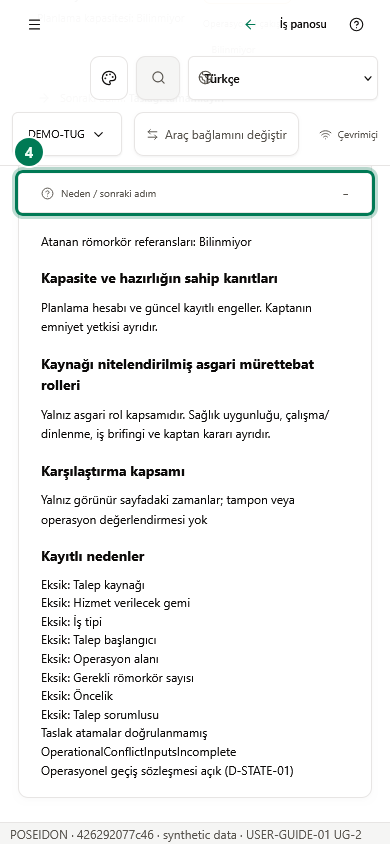 İş panosu
Türkçe
DEMO-TUG
Araç bağlamını değiştir
Çevrimiçi
4
Neden / sonraki adım
Atanan römorkör referansları: Bilinmiyor
Kapasite ve hazırlığın sahip kanıtları
Planlama hesabı ve güncel kayıtlı engeller. Kaptanın
emniyet yetkisi ayrıdır.
Kaynağı nitelendirilmiş asgari mürettebat
rolleri
Yalnız asgari rol kapsamıdır. Sağlık uygunluğu, çalışma/
dinlenme, iş brifingi ve kaptan kararı ayrıdır.
Karşılaştırma kapsamı
Yalnız görünür sayfadaki zamanlar; tampon veya
operasyon değerlendirmesi yok
Kayıtlı nedenler
Eksik: Talep kaynağı
Eksik: Hizmet verilecek gemi
Eksik: İş tipi
Eksik: Talep başlangıcı
Eksik: Operasyon alanı
Eksik: Gerekli römorkör sayısı
Eksik: Öncelik
Eksik: Talep sorumlusu
Taslak atamalar doğrulanmamış
OperationalConflictInputsIncomplete
Operasyonel geçiş sözleşmesi açık (D-STATE-01)
POSEIDON · 426292077c46 · synthetic data · USER-GUIDE-01 UG-2